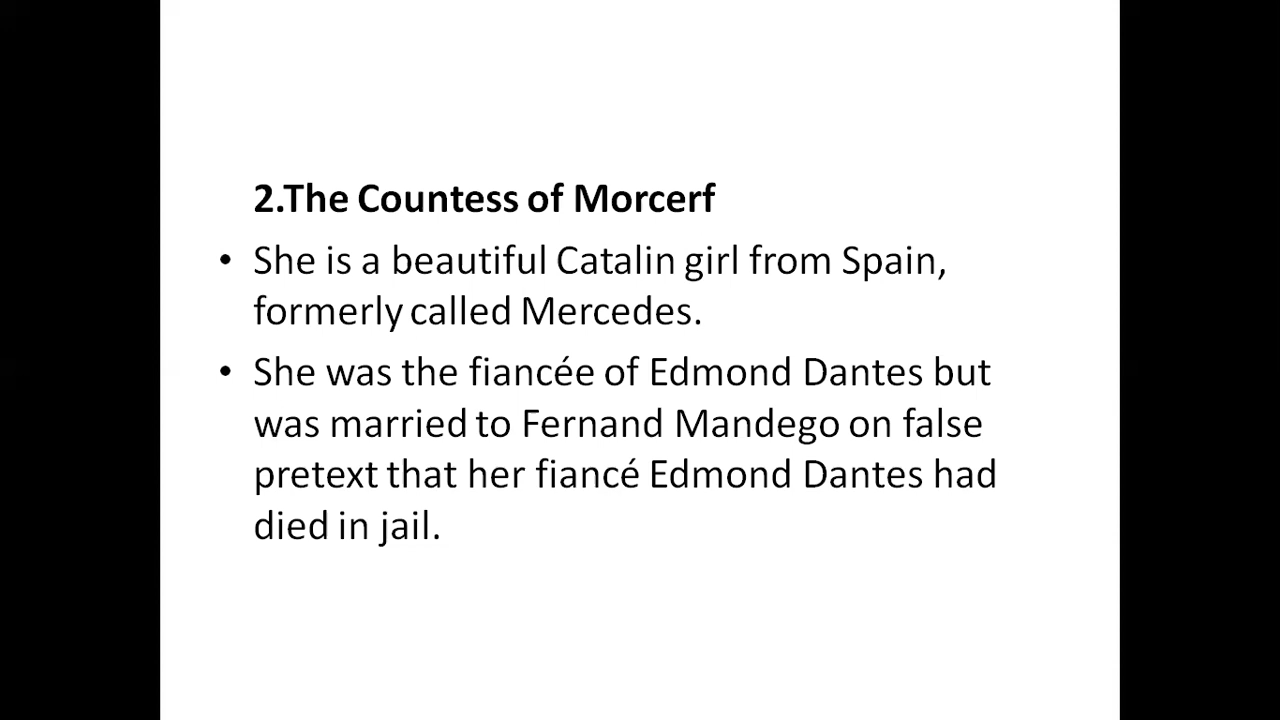 2.The Countess of Morcerf
• She is a beautiful Catalin girl from Spain,
formerly called Mercedes.
• She was the fiancée of Edmond Dantes but
was married to Fernand Mandego on false
pretext that her fiancé Edmond Dantes had
died in jail.